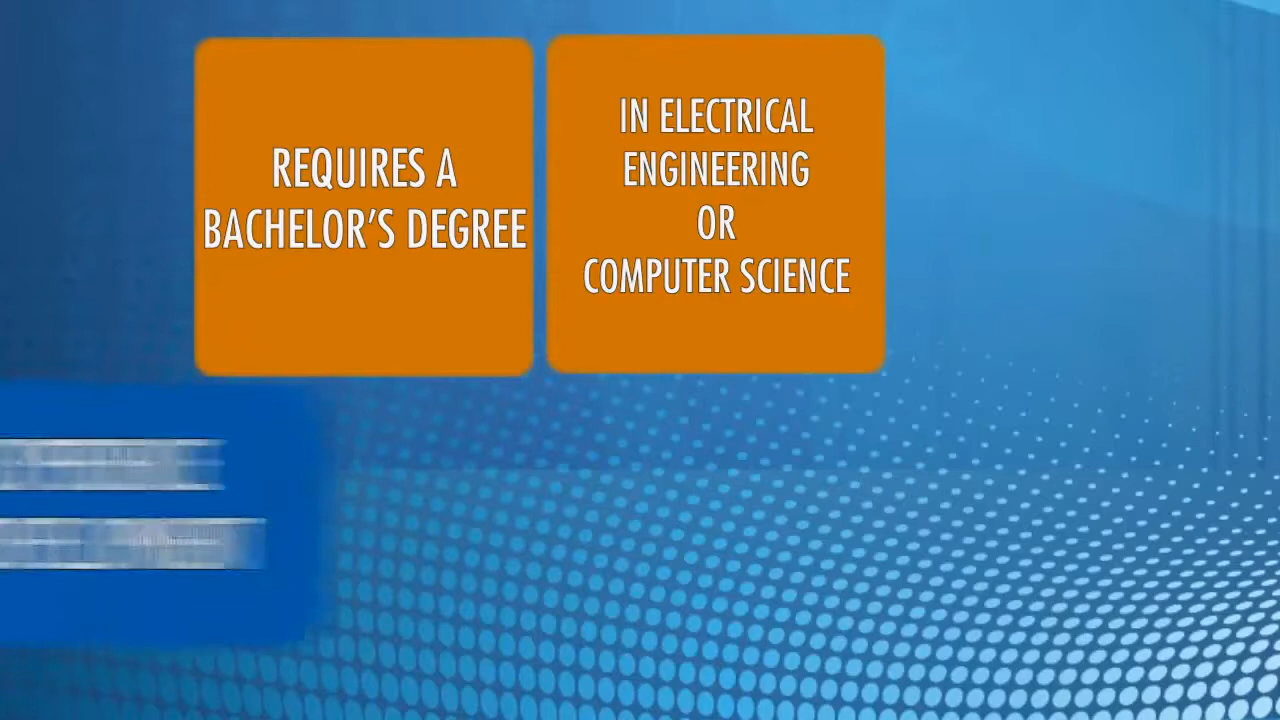 REQUIRES A
BACHELOR’S DEGREE
IN ELECTRICAL
ENGINEERING
OR
COMPUTER SCIENCE